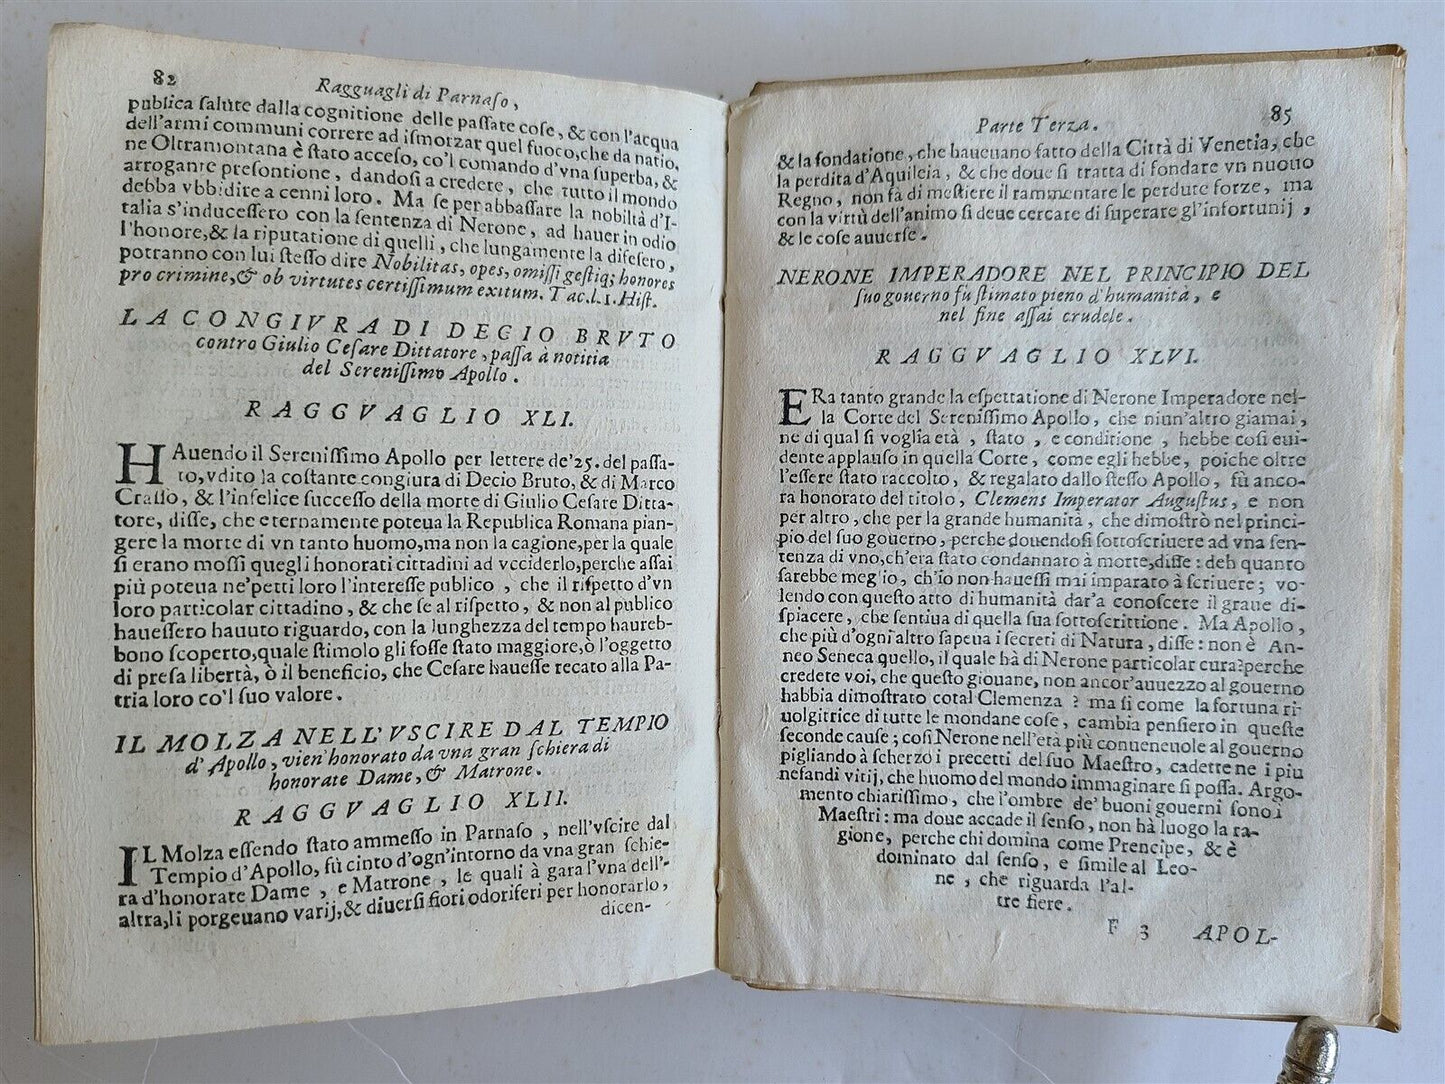 82
Ragguagli di Parnaſo,
publica ſalute dalla cognitione delle paſſate coſe, & con l'acqua
dell'armi communi correre ad iſmorzar quel fuoco, che da natio.
ne Oltramontana è ſtato acceſo, co'l comando d'vna ſuperba, &
arrogante preſontione, dandoſi a credere, che tutto il mondo
debba vbbidire a cenni loro. Ma ſe per abbaſſare la nobiltà d'I-
talia s'induceſſero con la ſentenza di Nerone, ad hauer in odio
l'honore, & la riputatione di quelli, che lungamente la difeſero,
potranno con lui ſteſſo dire Nobilitas, opes, omiſſi geſtiq; honores
pro crimine, & ob virtutes certiſſimum exitum. Tac.l.1.Hiſt.
LA CONGIVRA DI DECIO BRVTO
contro Giulio Ceſare Dittatore, paſſa à notitia
del Sereniſſimo Apollo.
RAGGVAGLIO XLI.
HAuendo il Sereniſſimo Apollo per lettere de'25. del paſſa-
to, vdito la coſtante congiura di Decio Bruto, & di Marco
Craſſo, & l'infelice ſucceſſo della morte di Giulio Ceſare Ditta-
tore, diſſe, che eternamente poteua la Republica Romana pian-
gere la morte di vn tanto huomo, ma non la cagione, per la quale
ſi erano moſſi quegli honorati cittadini ad vcciderlo, perche aſſai
più poteua ne'petti loro l'intereſſe publico, che il riſpetto d'vn
loro particolar cittadino, & che ſe al riſpetto, & non al publico
haueſſero hauuto riguardo, con la lunghezza del tempo haureb-
bono ſcoperto, quale ſtimolo gli foſſe ſtato maggiore, ò l'oggetto
di preſa libertà, ò il beneficio, che Ceſare haueſſe recato alla Pa-
tria loro co'l ſuo valore.
IL MOLZA NELL'VSCIRE DAL TEMPIO
d'Apollo, vien'honorato da vna gran ſchiera di
honorate Dame, & Matrone.
RAGGVAGLIO XLII.
IL Molza eſſendo ſtato ammeſſo in Parnaſo, nell'vſcire dal
Tempio d'Apollo, fù cinto d'ogn'intorno da vna gran ſchie-
ra d'honorate Dame, e Matrone, le quali à gara l'vna dell'-
altra, li porgeuano varij, & diuerſi fiori odoriferi per honorarlo,
dicen-
Parte Terza.
85
& la fondatione, che haueuano fatto della Città di Venetia, che
la perdita d'Aquileia, & che doue ſi tratta di fondare vn nuouo
Regno, non fà di meſtiere il rammentare le perdute forze, ma
con la virtù dell'animo ſi deue cercare di ſuperare gl'infortunij,
& le coſe auuerſe.
NERONE IMPERADORE NEL PRINCIPIO DEL
ſuo gouerno fù ſtimato pieno d'humanità, e
nel fine aſſai crudele.
RAGGVAGLIO XLVI.
ERa tanto grande la eſpettatione di Nerone Imperadore nel-
la Corte del Sereniſſimo Apollo, che niun'altro giamai,
ne di qual ſi voglia età, ſtato, e conditione, hebbe coſi eui-
dente applauſo in quella Corte, come egli hebbe, poiche oltre
l'eſſere ſtato raccolto, & regalato dallo ſteſſo Apollo, fù anco-
ra honorato del titolo, Clemens Imperator Auguſtus, e non
per altro, che per la grande humanità, che dimoſtrò nel princi-
pio del ſuo gouerno, perche douendoſi ſottoſcriuere ad vna ſen-
tenza di vno, ch'era ſtato condannato à morte, diſſe: deh quanto
ſarebbe meglio, ch'io non haueſſi mai imparato à ſcriuere; vo-
lendo con queſto atto di humanità dar'a conoſcere il graue di-
ſpiacere, che ſentiua di quella ſua ſottoſcrittione. Ma Apollo,
che più d'ogni altro ſapeua i ſecreti di Natura, diſſe: non è An-
neo Seneca quello, il quale hà di Nerone particolar cura? perche
credete voi, che queſto giouane, non ancor'auuezzo al gouerno
habbia dimoſtrato cotal Clemenza? ma ſi come la fortuna ri-
uolgitrice di tutte le mondane coſe, cambia penſiero in queſte
ſeconde cauſe; coſi Nerone nell'età più conueneuole al gouerno
pigliando à ſcherzo i precetti del ſuo Maeſtro, cadette ne i piu
nefandi vitij, che huomo del mondo immaginare ſi poſſa. Argo-
mento chiariſſimo, che l'ombre de' buoni gouerni ſono i
Maeſtri: ma doue accade il ſenſo, non hà luogo la ra-
gione, perche chi domina come Prencipe, & è
dominato dal ſenſo, e ſimile al Leo-
ne, che riguarda l'al-
tre fiere.
F 3
APOL-